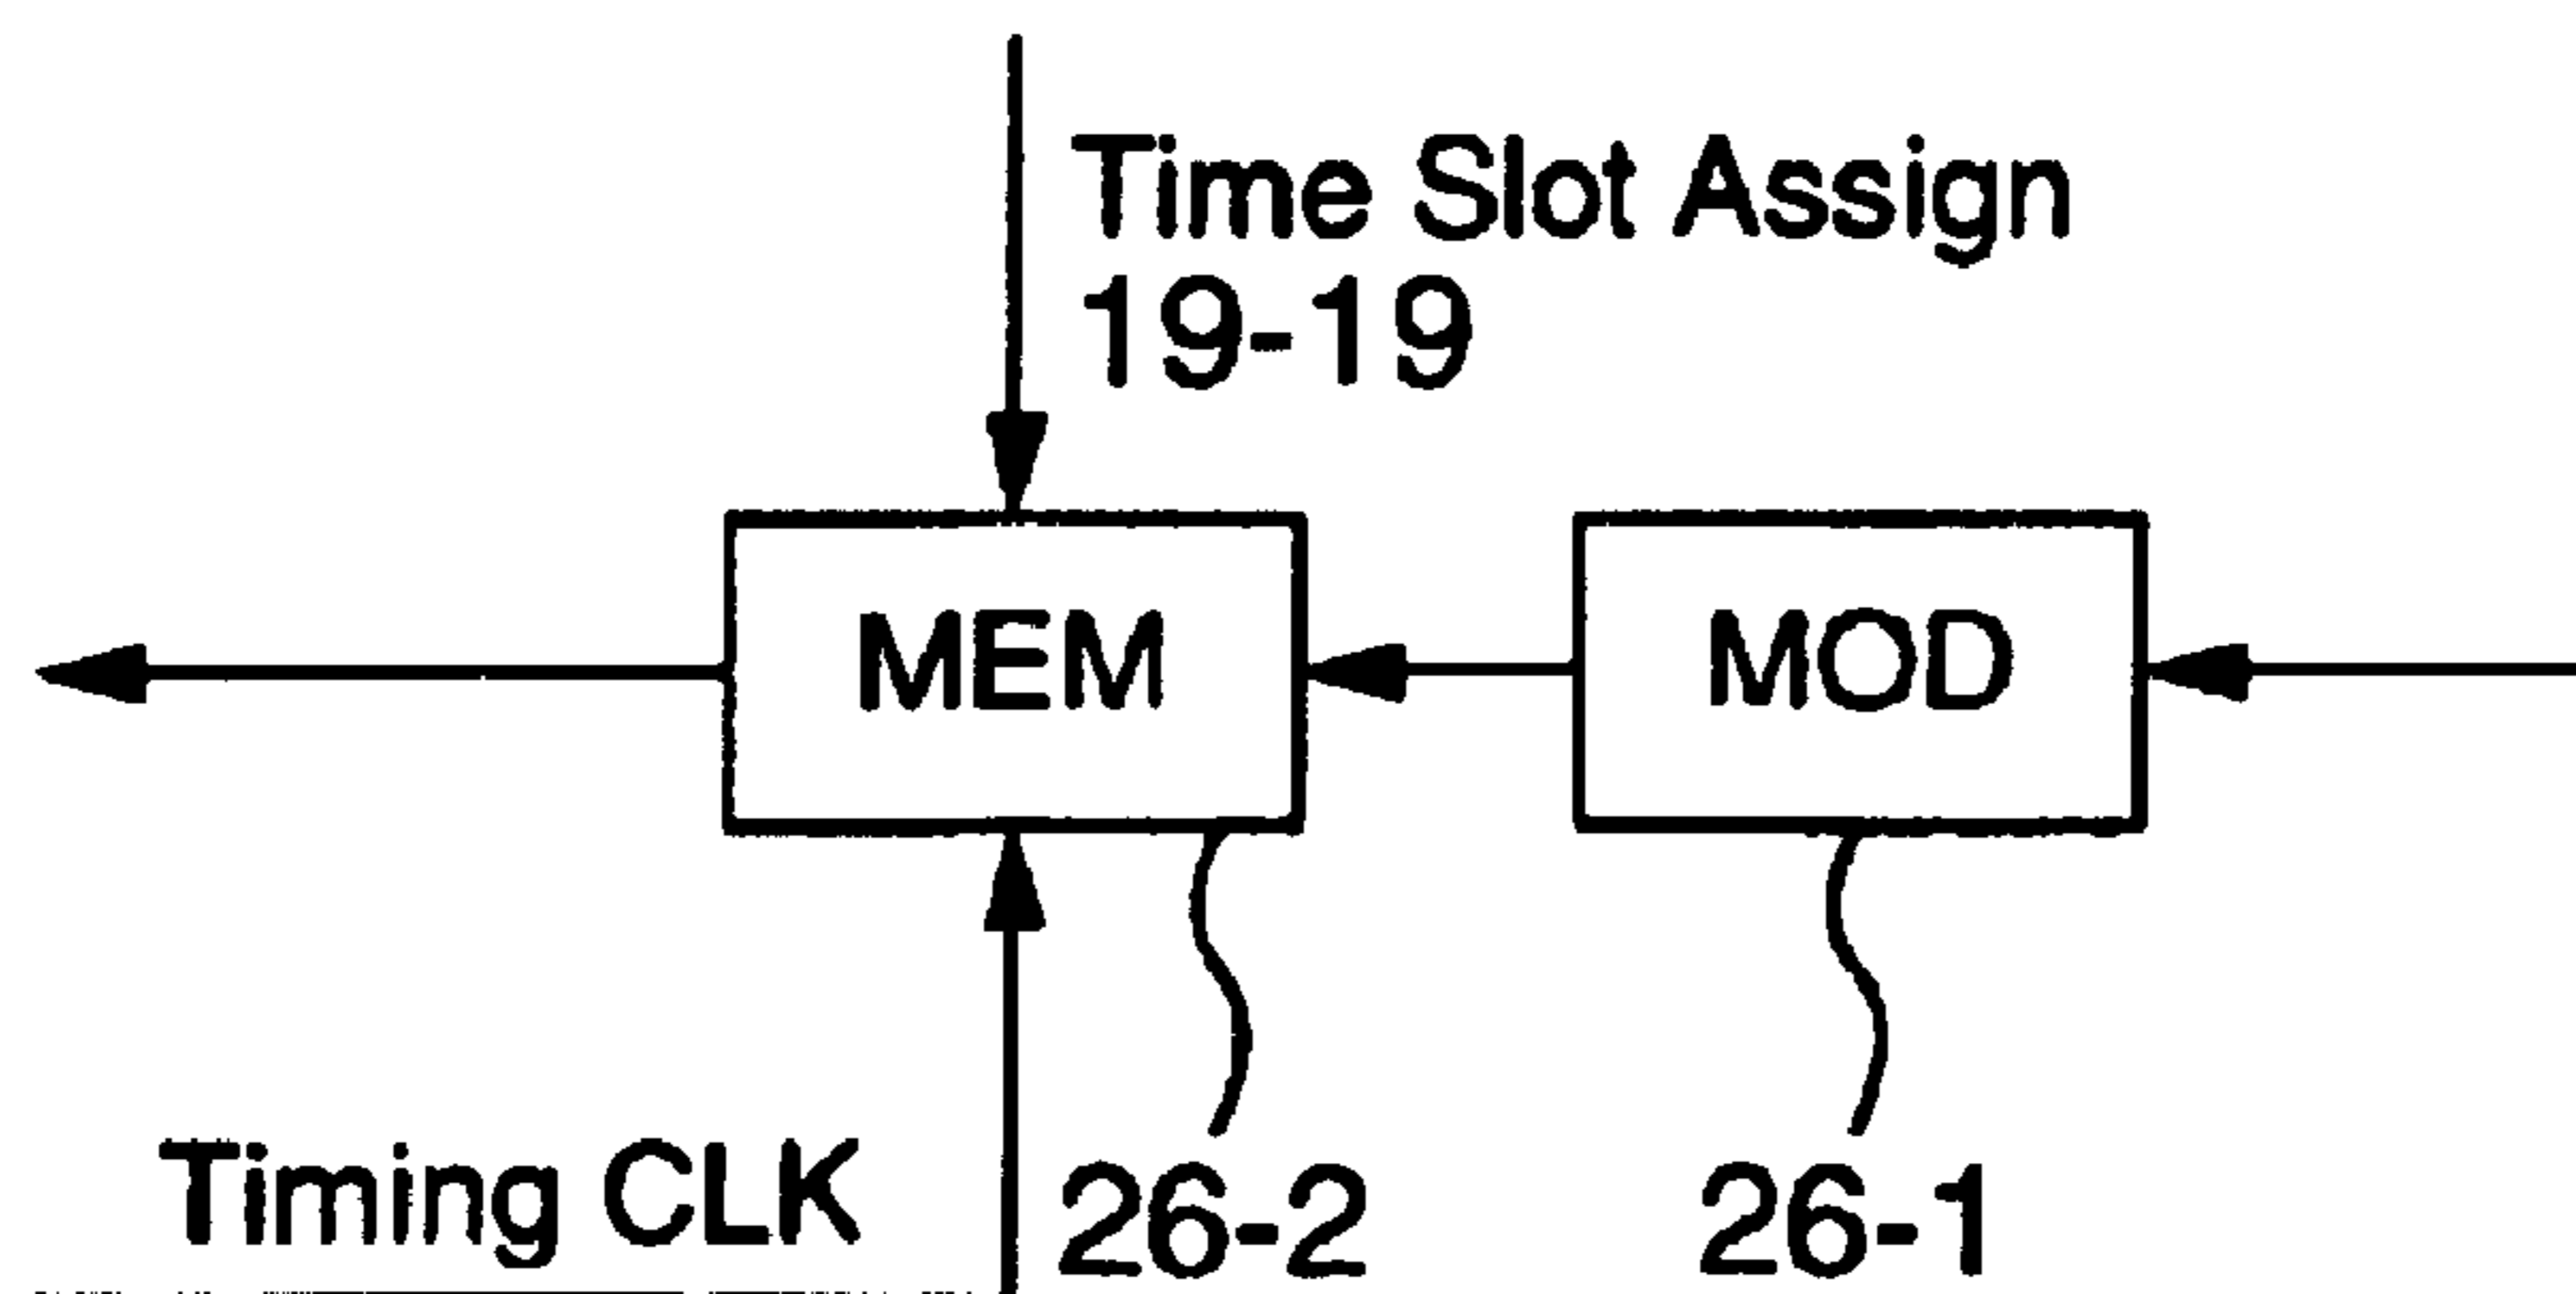 Time Slot Assign
19-19
MEM
MOD
Timing CLK
26-2
26-1